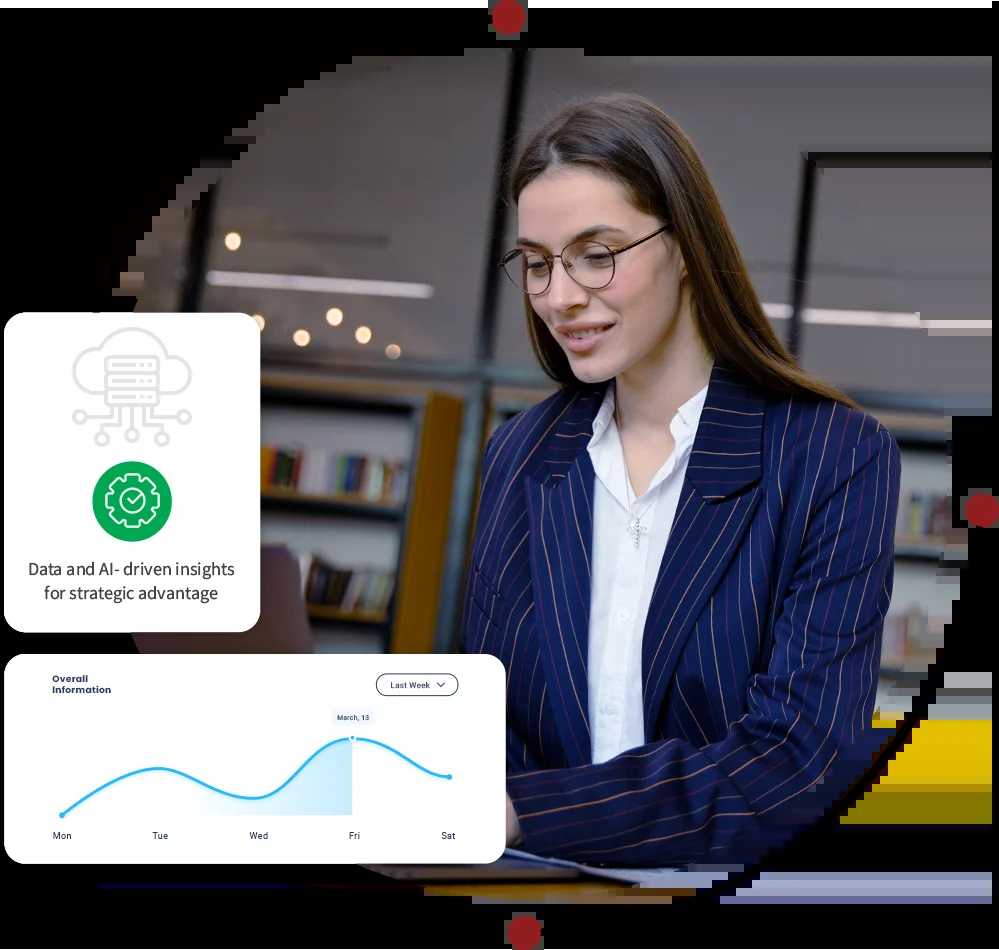 Data and AI- driven insights
for strategic advantage
Overall
Information
Last Week
March, 13
Mon Tue Wed Fri Sat